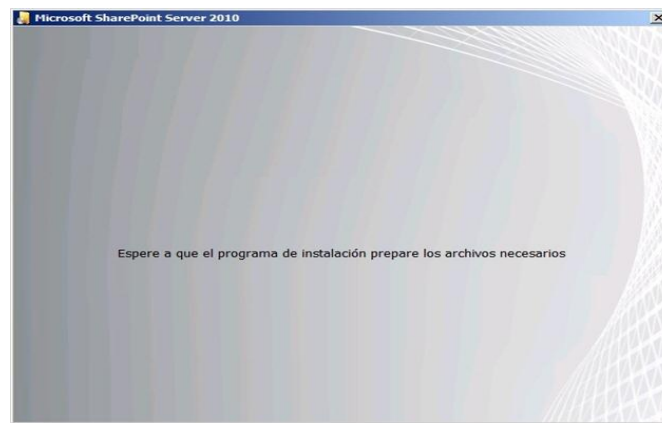 Microsoft SharePoint Server 2010
Espere a que el programa de instalación prepare los archivos necesarios